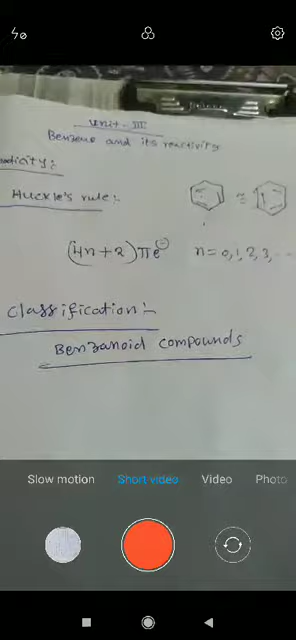 Unit-III
Benzene and its reactivity
maticity:-
Huckle's rule:-
≡
(4n+2)πe⊖ n=0,1,2,3,...
Classification:-
Benzanoid compounds
Slow motion Short video Video Photo